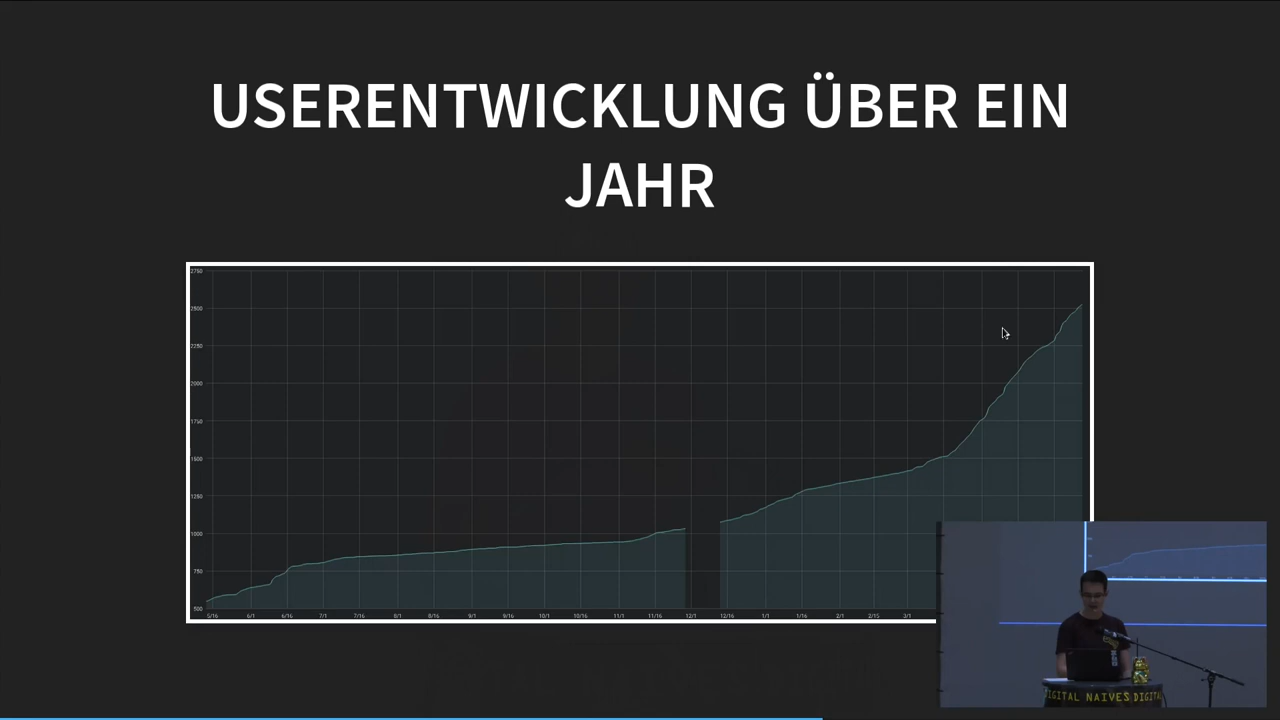 USERENTWICKLUNG ÜBER EIN
JAHR
2750
2500
2250
2000
1750
1500
1250
1000
750
500
5/16 6/1 6/16 7/1 7/16 8/1 8/16 9/1 9/16 10/1 10/16 11/1 11/16 12/1 12/16 1/1 1/16 2/1 2/15 3/1
DIGITAL NAIVES DIGITAL